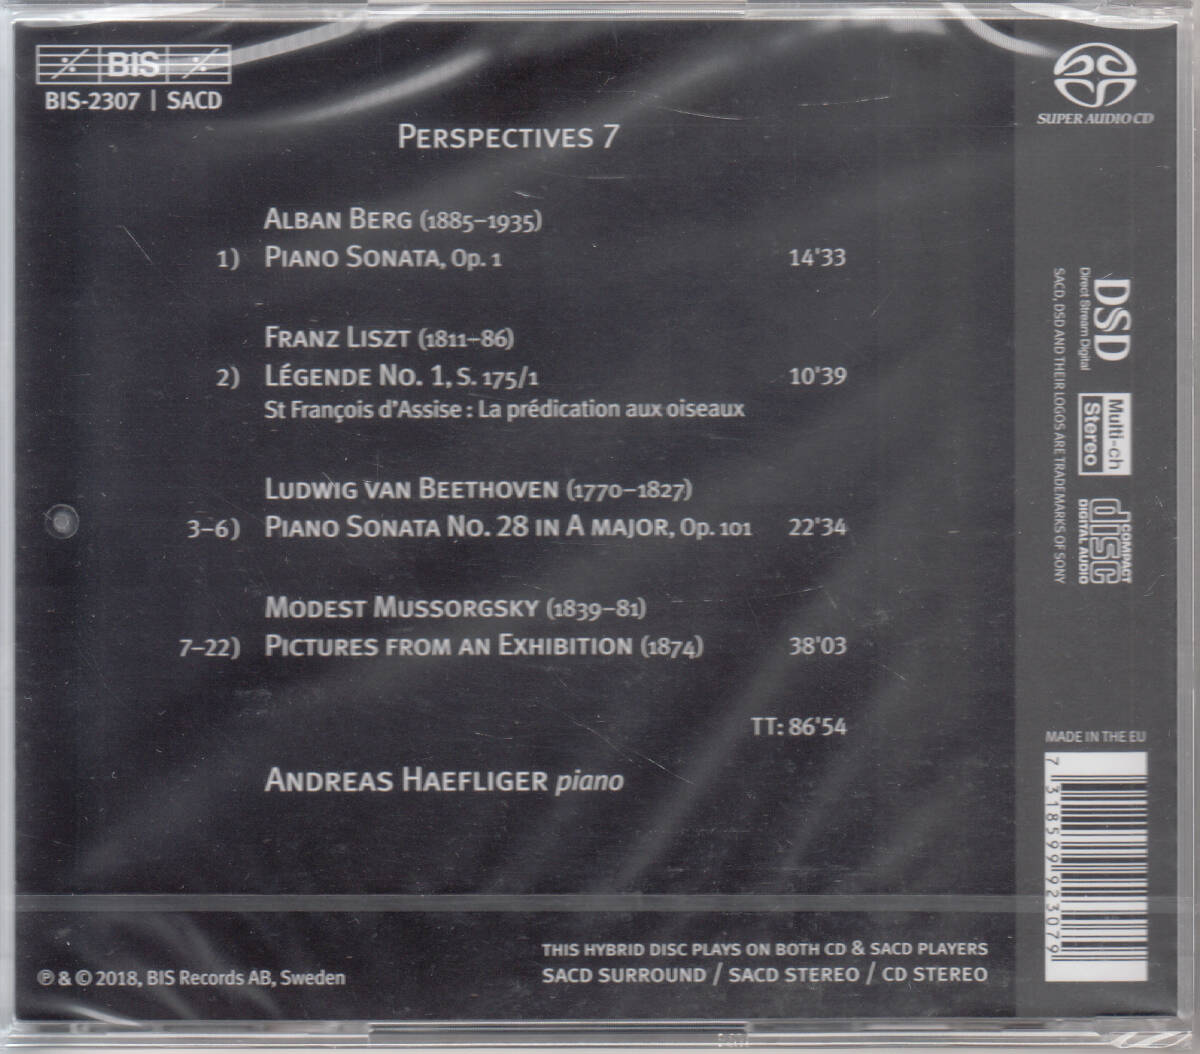 BIS
BIS-2307 | SACD
PERSPECTIVES 7
ALBAN BERG (1885–1935)
1) PIANO SONATA, Op. 1 14'33
FRANZ LISZT (1811–86)
2) LÉGENDE NO. 1, S. 175/1 10'39
St François d'Assise : La prédication aux oiseaux
LUDWIG VAN BEETHOVEN (1770–1827)
3–6) PIANO SONATA NO. 28 IN A MAJOR, Op. 101 22'34
MODEST MUSSORGSKY (1839–81)
7–22) PICTURES FROM AN EXHIBITION (1874) 38'03
TT: 86'54
ANDREAS HAEFLIGER piano
THIS HYBRID DISC PLAYS ON BOTH CD & SACD PLAYERS
SACD SURROUND / SACD STEREO / CD STEREO
℗ & © 2018, BIS Records AB, Sweden
SUPER AUDIO CD
DSD
Direct Stream Digital
SACD, DSD AND THEIR LOGOS ARE TRADEMARKS OF SONY
Multi-ch
Stereo
COMPACT
disc
DIGITAL AUDIO
MADE IN THE EU
7 318599 923079